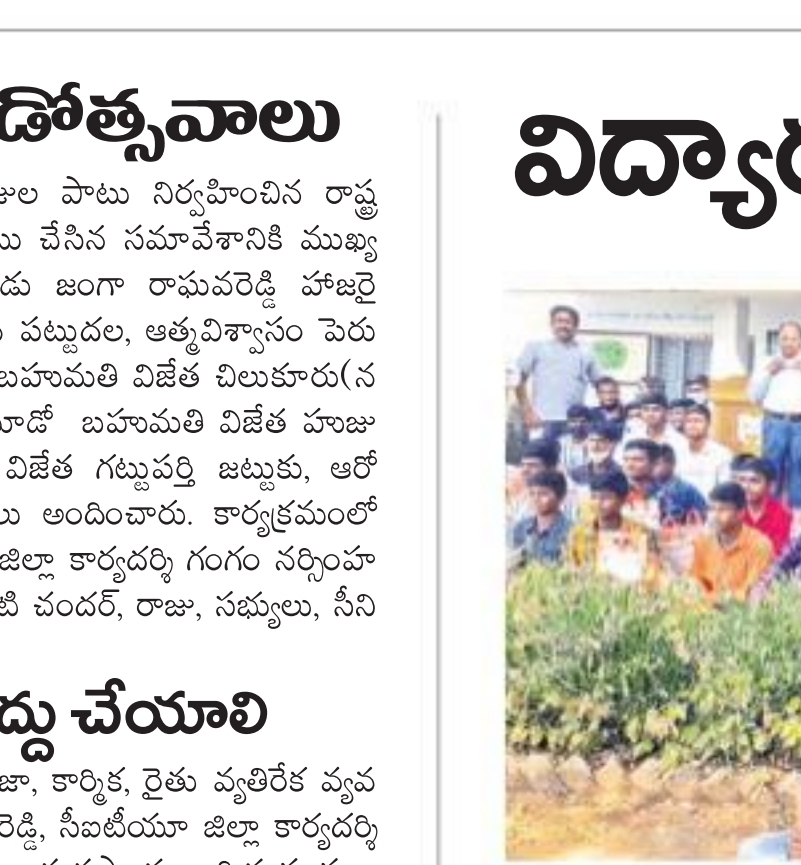 డోత్సవాలు
జుల పాటు నిర్వహించిన రాష్ట్ర
చేసిన సమావేశానికి ముఖ్య
డు జంగా రాఘవరెడ్డి హాజరై
పట్టుదల, ఆత్మవిశ్వాసం పెరు
బహుమతి విజేత చిలుకూరు(న
బహుమతి విజేత హుజు
విజేత గట్టుపర్తి జట్టుకు, ఆరో
లు అందించారు. కార్యక్రమంలో
జిల్లా కార్యదర్శి గంగం నర్సింహ
టి చందర్, రాజు, సభ్యులు, సీని
ద్దు చేయాలి
జా, కార్మిక, రైతు వ్యతిరేక వ్యవ
రెడ్డి, సీఐటీయూ జిల్లా కార్యదర్శి
విద్యార